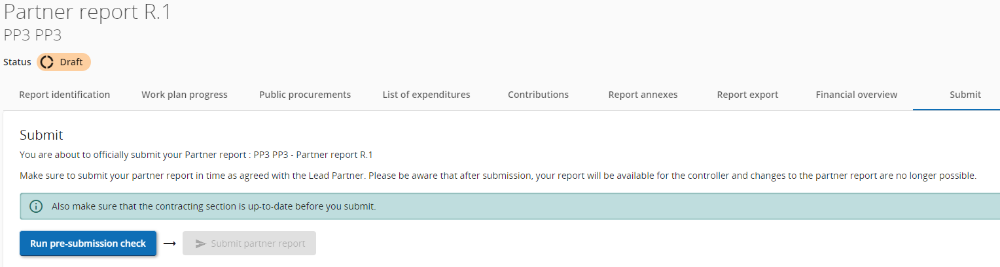 Partner report R.1
PP3 PP3
Status Draft
Report identification Work plan progress Public procurements List of expenditures Contributions Report annexes Report export Financial overview Submit
Submit
You are about to officially submit your Partner report : PP3 PP3 - Partner report R.1
Make sure to submit your partner report in time as agreed with the Lead Partner. Please be aware that after submission, your report will be available for the controller and changes to the partner report are no longer possible.
Also make sure that the contracting section is up-to-date before you submit.
Run pre-submission check → Submit partner report